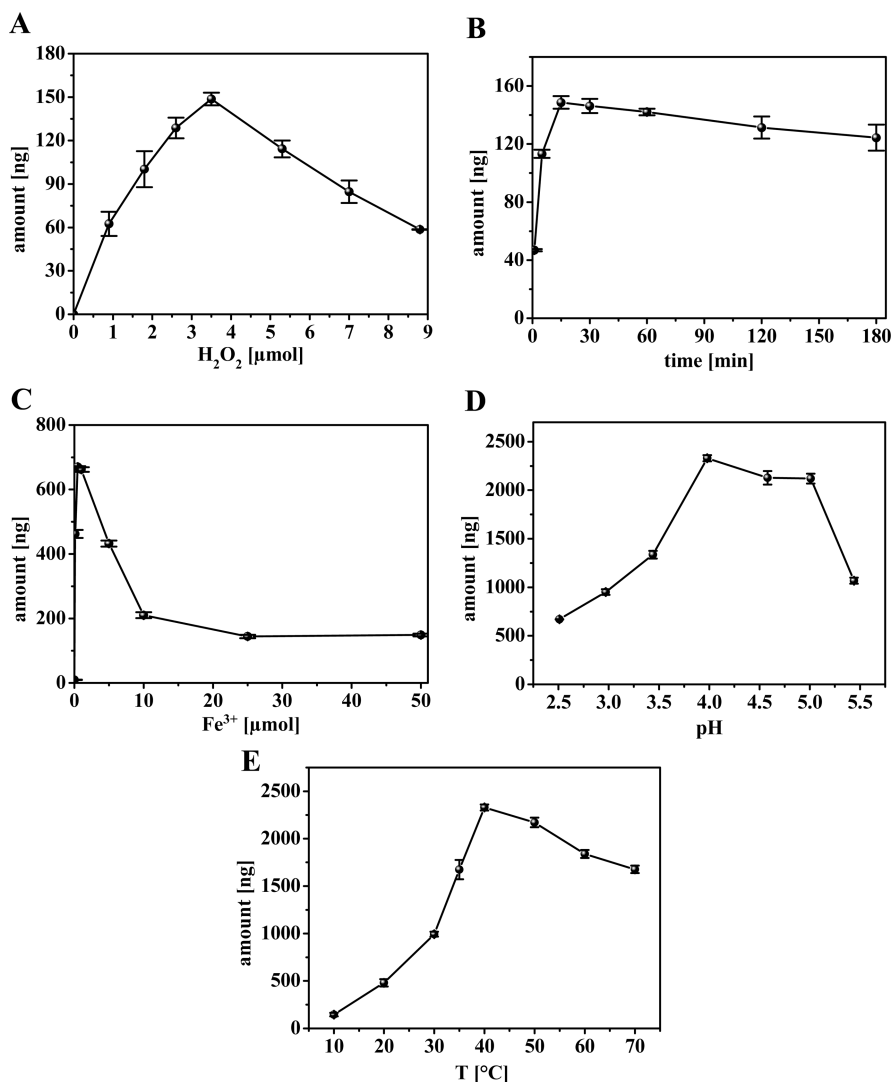 A
180
150
120
90
60
30
0
amount [ng]
0 1 2 3 4 5 6 7 8 9
H₂O₂ [µmol]
B
160
120
80
40
0
amount [ng]
0 30 60 90 120 150 180
time [min]
C
800
600
400
200
0
amount [ng]
0 10 20 30 40 50
Fe³⁺ [µmol]
D
2500
2000
1500
1000
500
0
amount [ng]
2.5 3.0 3.5 4.0 4.5 5.0 5.5
pH
E
2500
2000
1500
1000
500
0
amount [ng]
10 20 30 40 50 60 70
T [°C]